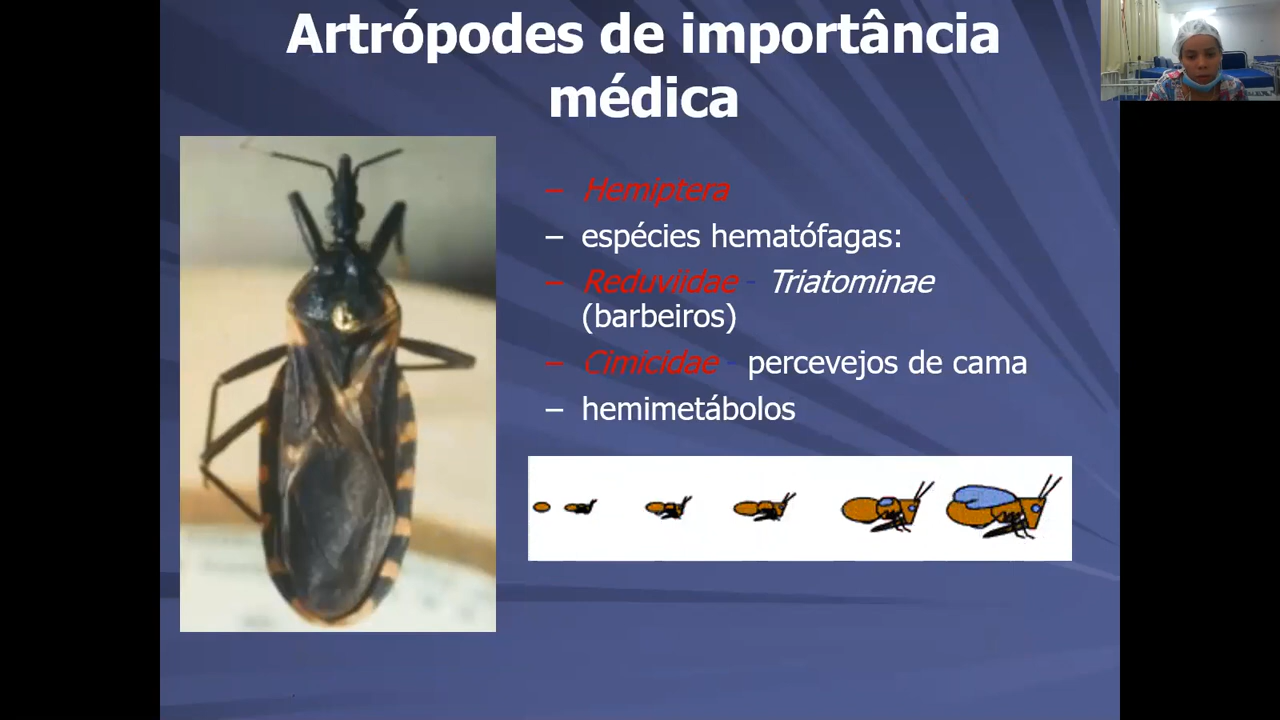 Artrópodes de importância
médica
– Hemiptera
– espécies hematófagas:
– Reduviidae - Triatominae
(barbeiros)
– Cimicidae - percevejos de cama
– hemimetábolos